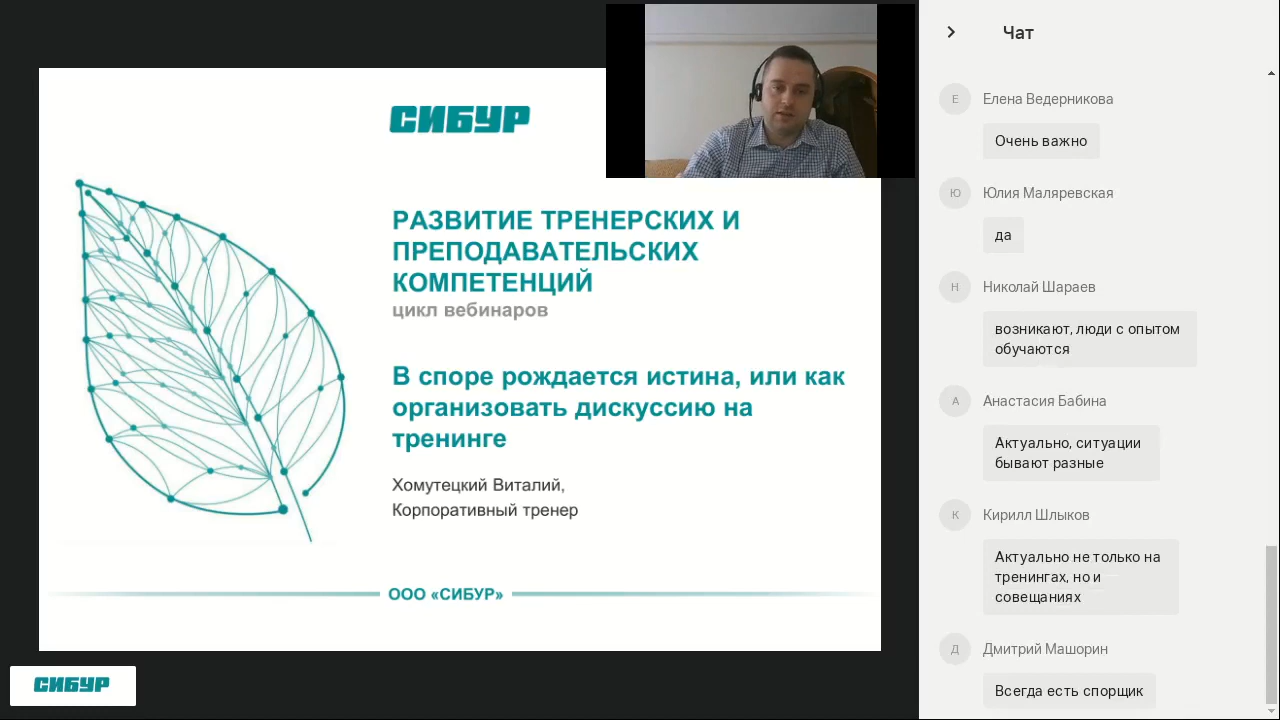 СИБУР
РАЗВИТИЕ ТРЕНЕРСКИХ И
ПРЕПОДАВАТЕЛЬСКИХ
КОМПЕТЕНЦИЙ
цикл вебинаров
В споре рождается истина, или как
организовать дискуссию на
тренинге
Хомутецкий Виталий,
Корпоративный тренер
ООО «СИБУР»
СИБУР
Чат
Е
Елена Ведерникова
Очень важно
Ю
Юлия Маляревская
да
Н
Николай Шараев
возникают, люди с опытом
обучаются
А
Анастасия Бабина
Актуально, ситуации
бывают разные
К
Кирилл Шлыков
Актуально не только на
тренингах, но и
совещаниях
Д
Дмитрий Машорин
Всегда есть спорщик